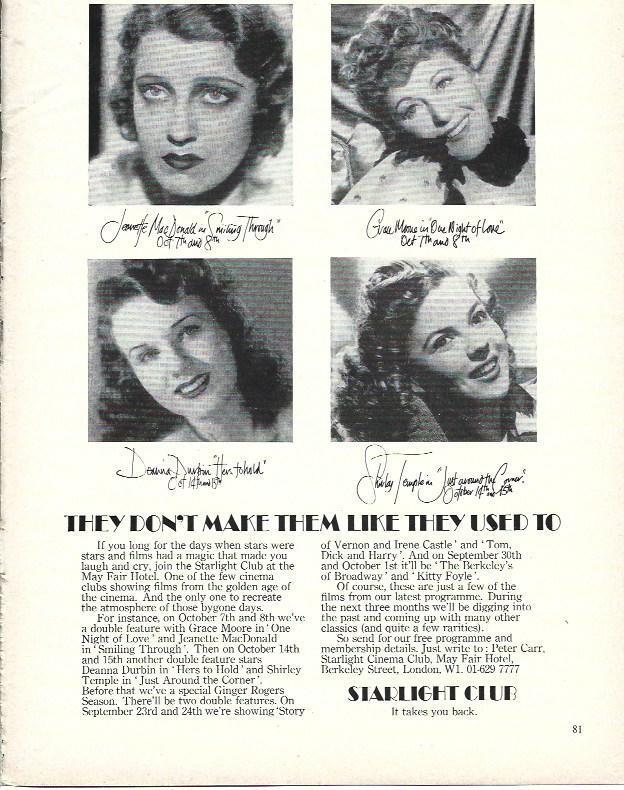 Jeanette MacDonald in "Smiling Through"
Oct 7th and 8th
Grace Moore in "One Night of Love"
Oct 7th and 8th
Deanna Durbin "Hers to hold"
Oct 14th and 15th
Shirley Temple in "Just around the Corner".
October 14th and 15th
THEY DON'T MAKE THEM LIKE THEY USED TO
If you long for the days when stars were
stars and films had a magic that made you
laugh and cry, join the Starlight Club at the
May Fair Hotel. One of the few cinema
clubs showing films from the golden age of
the cinema. And the only one to recreate
the atmosphere of those bygone days.
For instance, on October 7th and 8th we've
a double feature with Grace Moore in ' One
Night of Love ' and Jeanette MacDonald
in ' Smiling Through '. Then on October 14th
and 15th another double feature stars
Deanna Durbin in ' Hers to Hold ' and Shirley
Temple in ' Just Around the Corner '.
Before that we've a special Ginger Rogers
Season. There'll be two double features. On
September 23rd and 24th we're showing ' Story
of Vernon and Irene Castle ' and ' Tom,
Dick and Harry '. And on September 30th
and October 1st it'll be ' The Berkeley's
of Broadway ' and ' Kitty Foyle '.
Of course, these are just a few of the
films from our latest programme. During
the next three months we'll be digging into
the past and coming up with many other
classics (and quite a few rarities).
So send for our free programme and
membership details. Just write to : Peter Carr,
Starlight Cinema Club, May Fair Hotel,
Berkeley Street, London, W1. 01-629 7777
STARLIGHT CLUB
It takes you back.
81